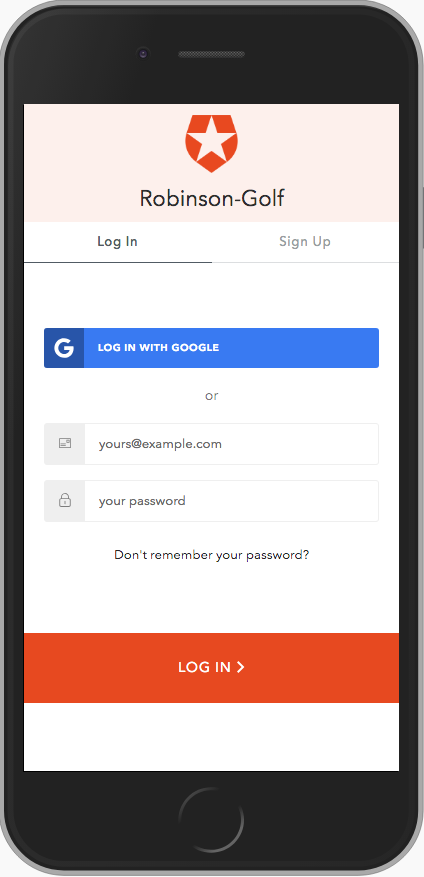 Robinson-Golf
Log In
Sign Up
LOG IN WITH GOOGLE
or
yours@example.com
your password
Don't remember your password?
LOG IN